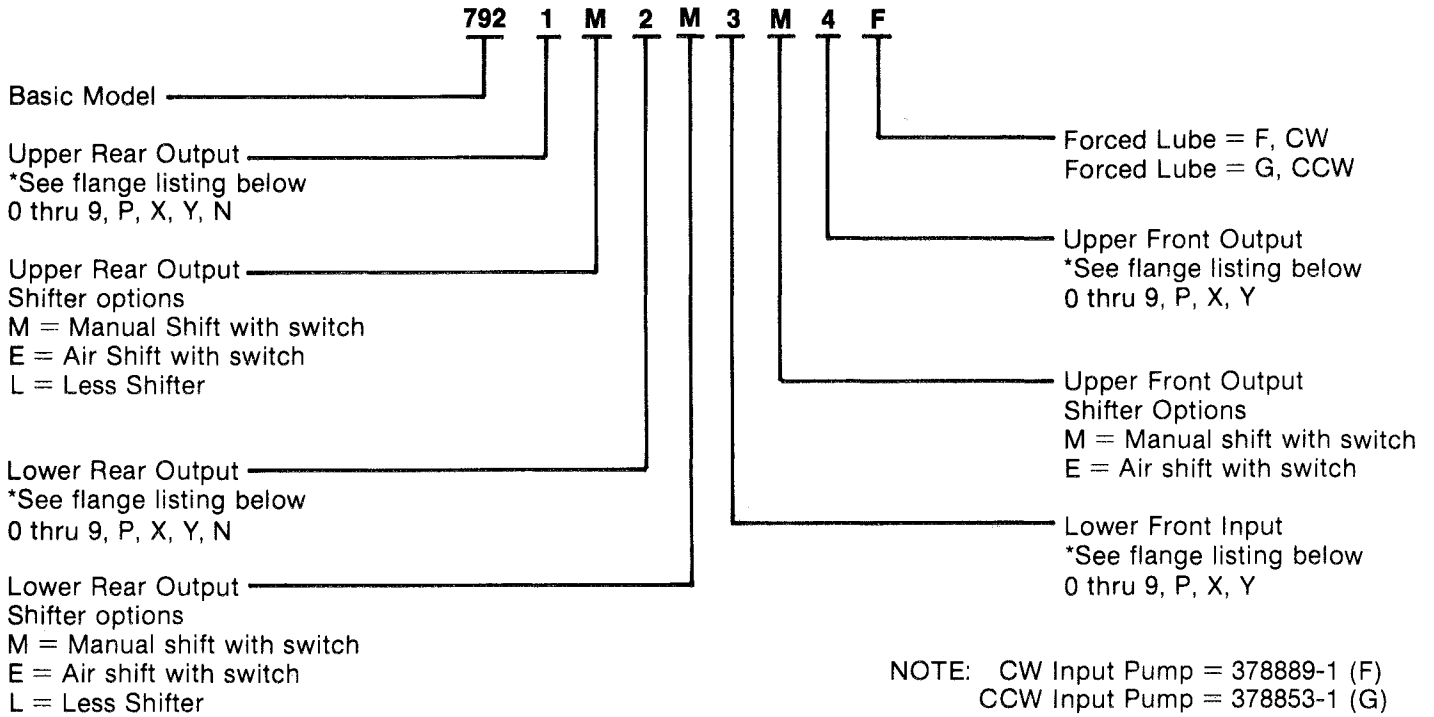 792 1 M 2 M 3 M 4 F
Basic Model
Upper Rear Output
*See flange listing below
0 thru 9, P, X, Y, N
Upper Rear Output
Shifter options
M = Manual Shift with switch
E = Air Shift with switch
L = Less Shifter
Lower Rear Output
*See flange listing below
0 thru 9, P, X, Y, N
Lower Rear Output
Shifter options
M = Manual shift with switch
E = Air shift with switch
L = Less Shifter
Forced Lube = F, CW
Forced Lube = G, CCW
Upper Front Output
*See flange listing below
0 thru 9, P, X, Y
Upper Front Output
Shifter Options
M = Manual shift with switch
E = Air shift with switch
Lower Front Input
*See flange listing below
0 thru 9, P, X, Y
NOTE: CW Input Pump = 378889-1 (F)
CCW Input Pump = 378853-1 (G)